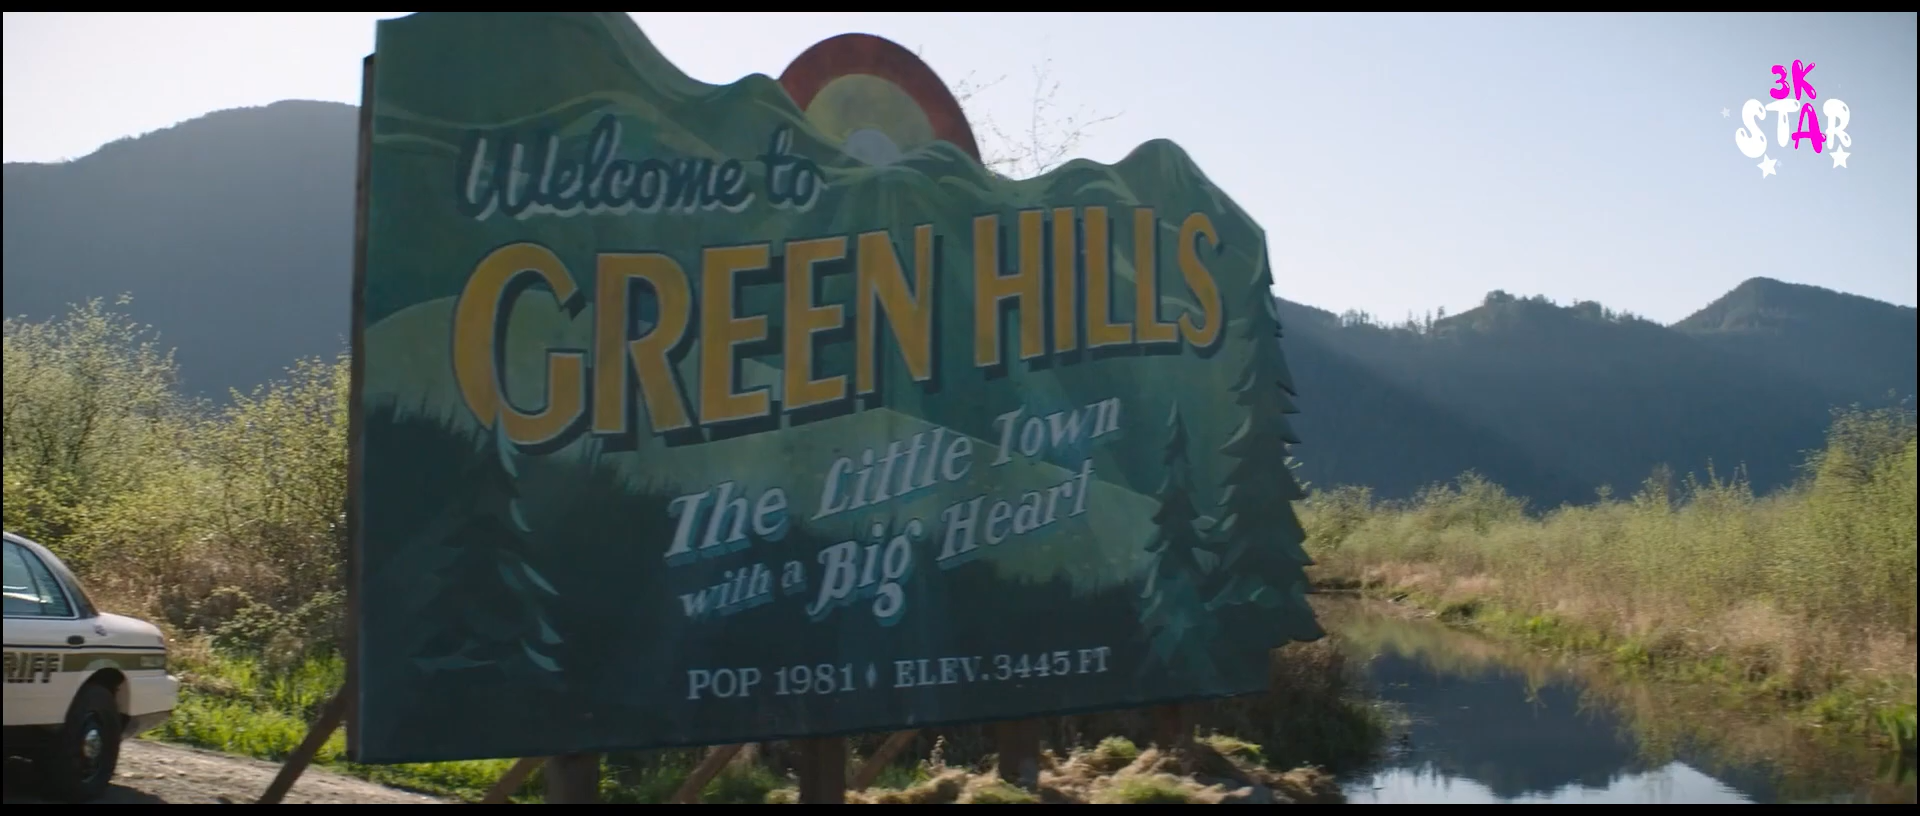 3K
STAR
Welcome to
GREEN HILLS
The Little Town
with a Big Heart
POP 1981 ♦ ELEV. 3445 FT
RIFF